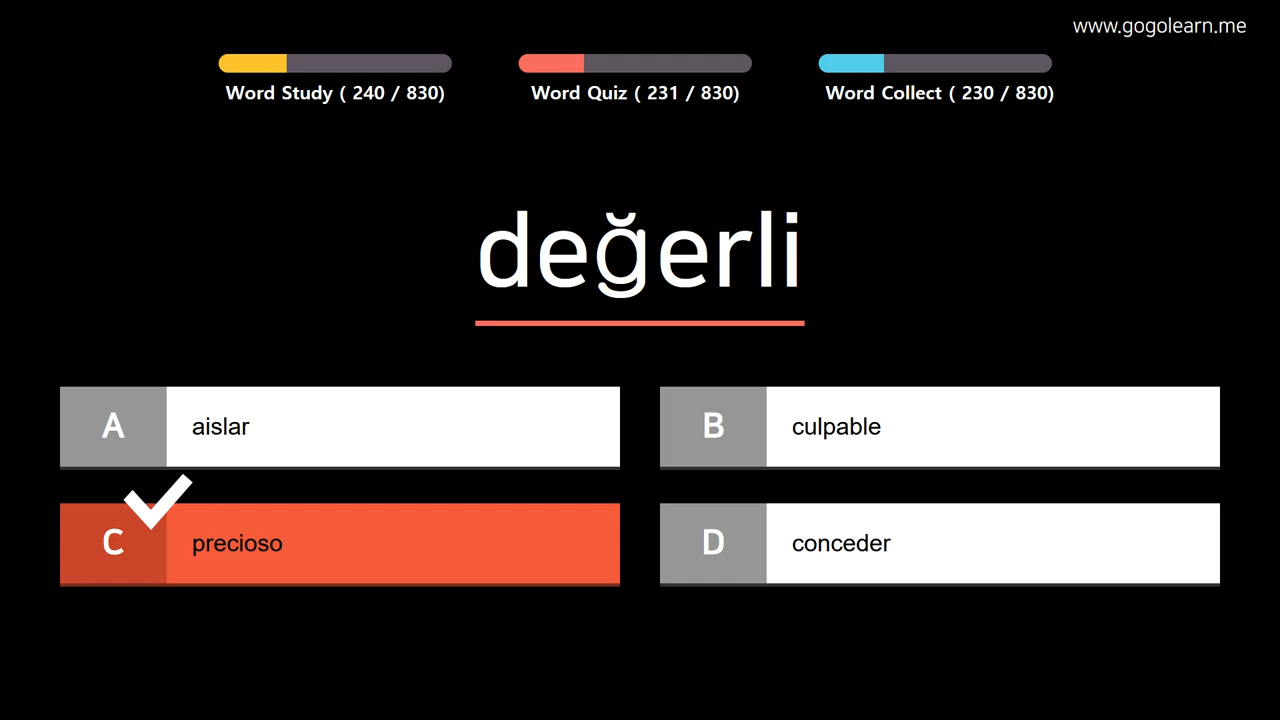 www.gogolearn.me
Word Study ( 240 / 830)
Word Quiz ( 231 / 830)
Word Collect ( 230 / 830)
değerli
A aislar
B culpable
C precioso
D conceder